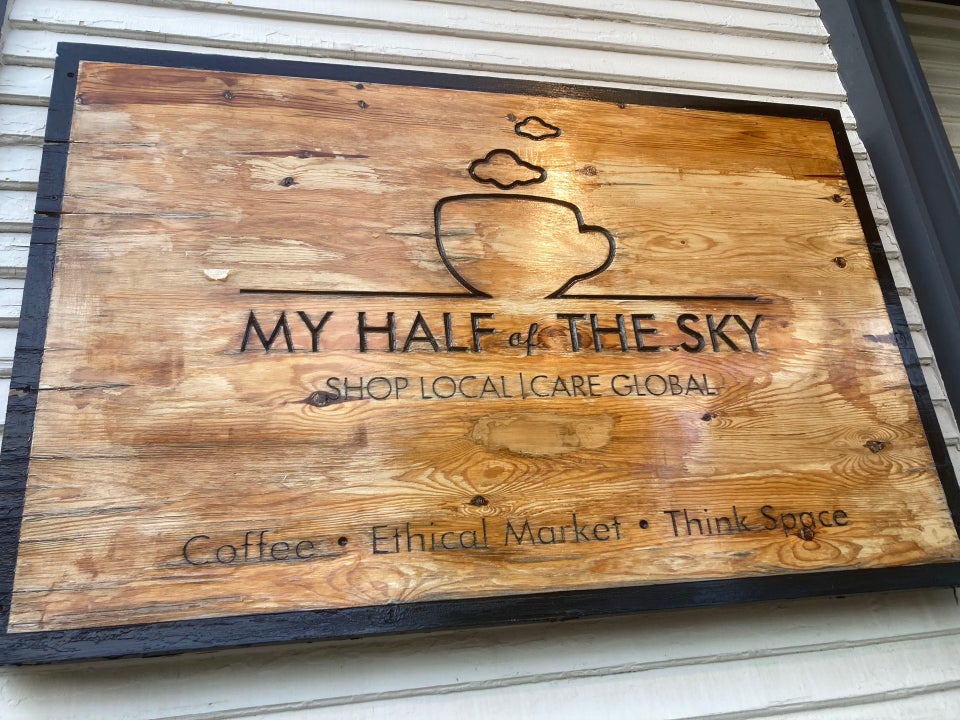 MY HALF of THE SKY
SHOP LOCAL | CARE GLOBAL
Coffee • Ethical Market • Think Space